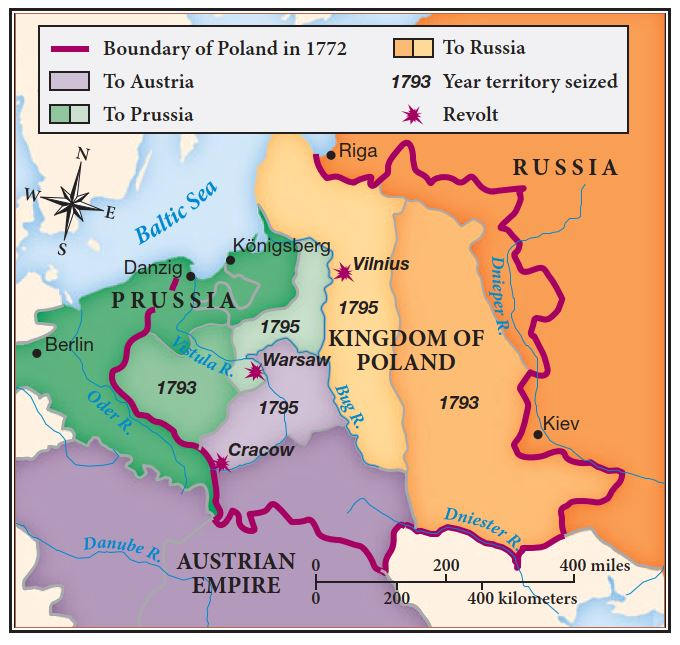 Boundary of Poland in 1772
To Austria
To Prussia
To Russia
1793 Year territory seized
Revolt
N
W
E
S
Riga
RUSSIA
Baltic Sea
Königsberg
Danzig
Vilnius
Dnieper R.
PRUSSIA
1795
1795
KINGDOM OF
POLAND
Berlin
Vistula R.
Warsaw
1793
1795
Bug R.
1793
Oder R.
Kiev
Cracow
Dniester R.
Danube R.
AUSTRIAN
EMPIRE
0 200 400 miles
0 200 400 kilometers